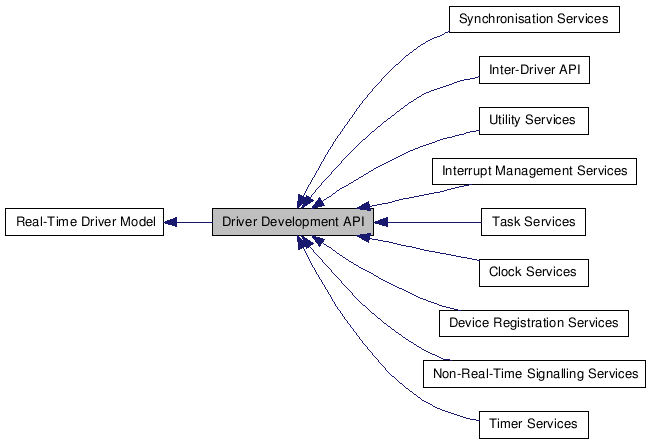 Synchronisation Services
Inter-Driver API
Utility Services
Interrupt Management Services
Real-Time Driver Model
Driver Development API
Task Services
Clock Services
Device Registration Services
Non-Real-Time Signalling Services
Timer Services